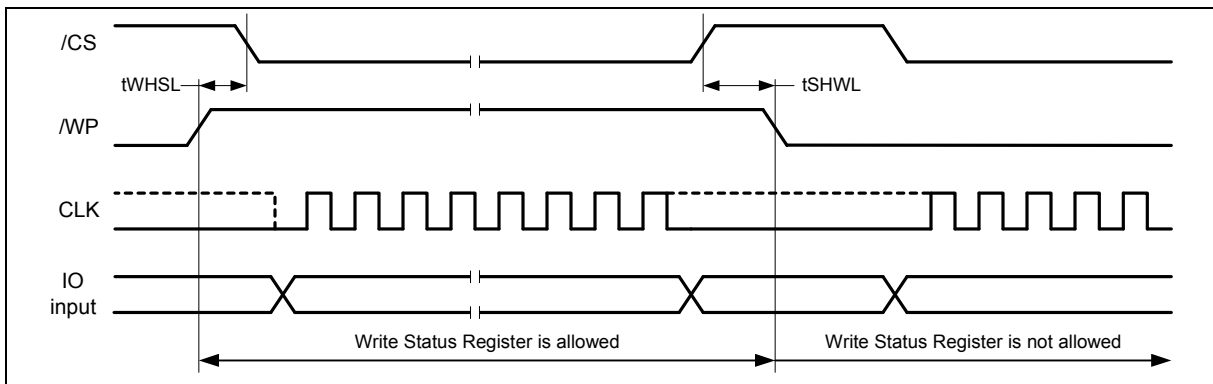 /CS
tWHSL
tSHWL
/WP
CLK
IO
input
Write Status Register is allowed
Write Status Register is not allowed